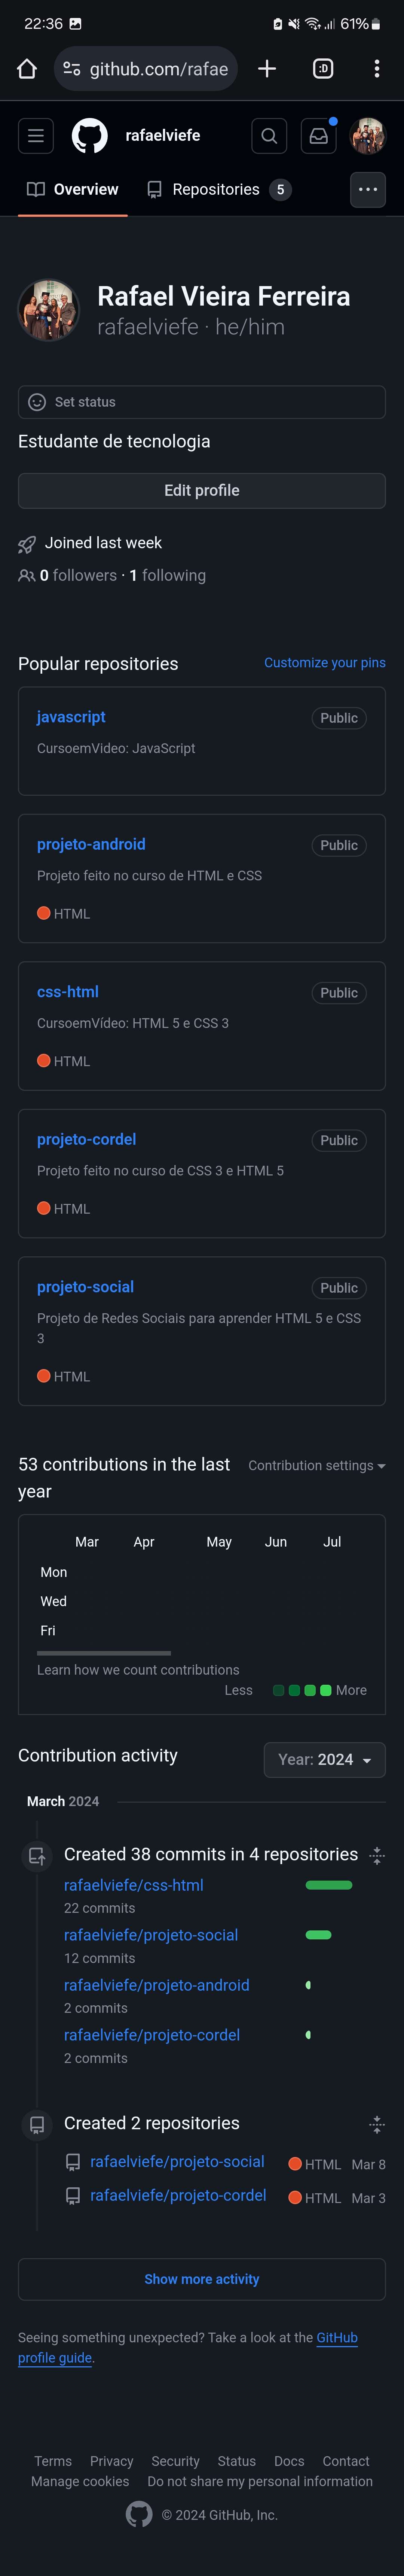 22:36 61%
github.com/rafae :D
rafaelviefe
Overview Repositories 5
Rafael Vieira Ferreira
rafaelviefe · he/him
Set status
Estudante de tecnologia
Edit profile
Joined last week
0 followers · 1 following
Popular repositories Customize your pins
javascript Public
CursoemVideo: JavaScript
projeto-android Public
Projeto feito no curso de HTML e CSS
HTML
css-html Public
CursoemVídeo: HTML 5 e CSS 3
HTML
projeto-cordel Public
Projeto feito no curso de CSS 3 e HTML 5
HTML
projeto-social Public
Projeto de Redes Sociais para aprender HTML 5 e CSS
3
HTML
53 contributions in the last Contribution settings
year
Mar Apr May Jun Jul
Mon
Wed
Fri
Learn how we count contributions
Less More
Contribution activity Year: 2024
March 2024
Created 38 commits in 4 repositories
rafaelviefe/css-html
22 commits
rafaelviefe/projeto-social
12 commits
rafaelviefe/projeto-android
2 commits
rafaelviefe/projeto-cordel
2 commits
Created 2 repositories
rafaelviefe/projeto-social HTML Mar 8
rafaelviefe/projeto-cordel HTML Mar 3
Show more activity
Seeing something unexpected? Take a look at the GitHub
profile guide.
Terms Privacy Security Status Docs Contact
Manage cookies Do not share my personal information
© 2024 GitHub, Inc.